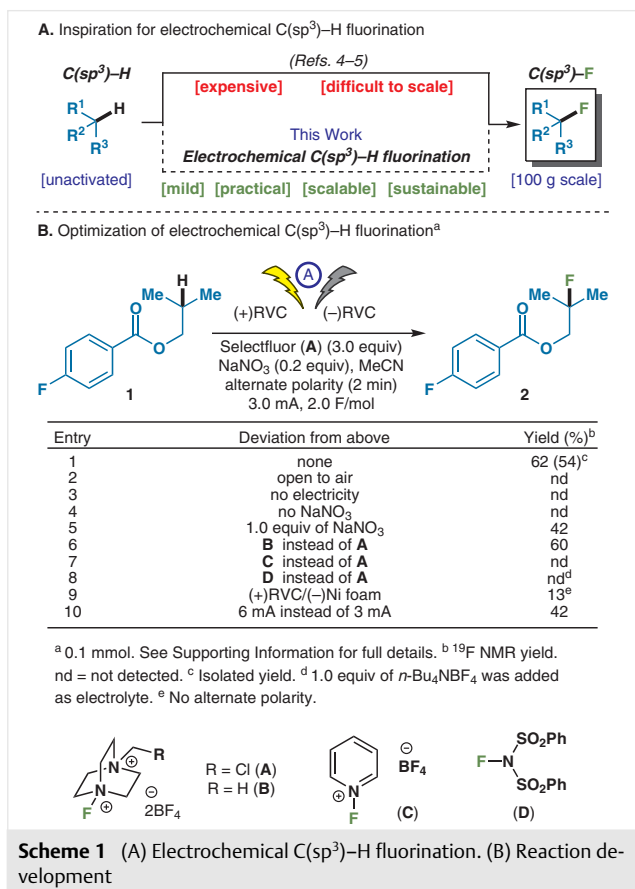 A. Inspiration for electrochemical C(sp³)–H fluorination
C(sp³)–H
(Refs. 4–5)
C(sp³)–F
[expensive] [difficult to scale]
R¹ H
R²
R³
This Work
Electrochemical C(sp³)–H fluorination
R¹ F
R²
R³
[unactivated]
[mild] [practical] [scalable] [sustainable]
[100 g scale]
B. Optimization of electrochemical C(sp³)–H fluorinationᵃ
H
Me Me
O
O
F
1
A
(+)RVC (–)RVC
Selectfluor (A) (3.0 equiv)
NaNO₃ (0.2 equiv), MeCN
alternate polarity (2 min)
3.0 mA, 2.0 F/mol
F
Me Me
O
O
F
2
Entry Deviation from above Yield (%)ᵇ
1 none 62 (54)ᶜ
2 open to air nd
3 no electricity nd
4 no NaNO₃ nd
5 1.0 equiv of NaNO₃ 42
6 B instead of A 60
7 C instead of A nd
8 D instead of A ndᵈ
9 (+)RVC/(–)Ni foam 13ᵉ
10 6 mA instead of 3 mA 42
ᵃ 0.1 mmol. See Supporting Information for full details. ᵇ ¹⁹F NMR yield.
nd = not detected. ᶜ Isolated yield. ᵈ 1.0 equiv of n-Bu₄NBF₄ was added
as electrolyte. ᵉ No alternate polarity.
R
N ⊕
N ⊕
F
⊖
2BF₄
R = Cl (A)
R = H (B)
N ⊕
F
⊖
BF₄
(C)
SO₂Ph
F–N
SO₂Ph
(D)
Scheme 1 (A) Electrochemical C(sp³)–H fluorination. (B) Reaction de-
velopment